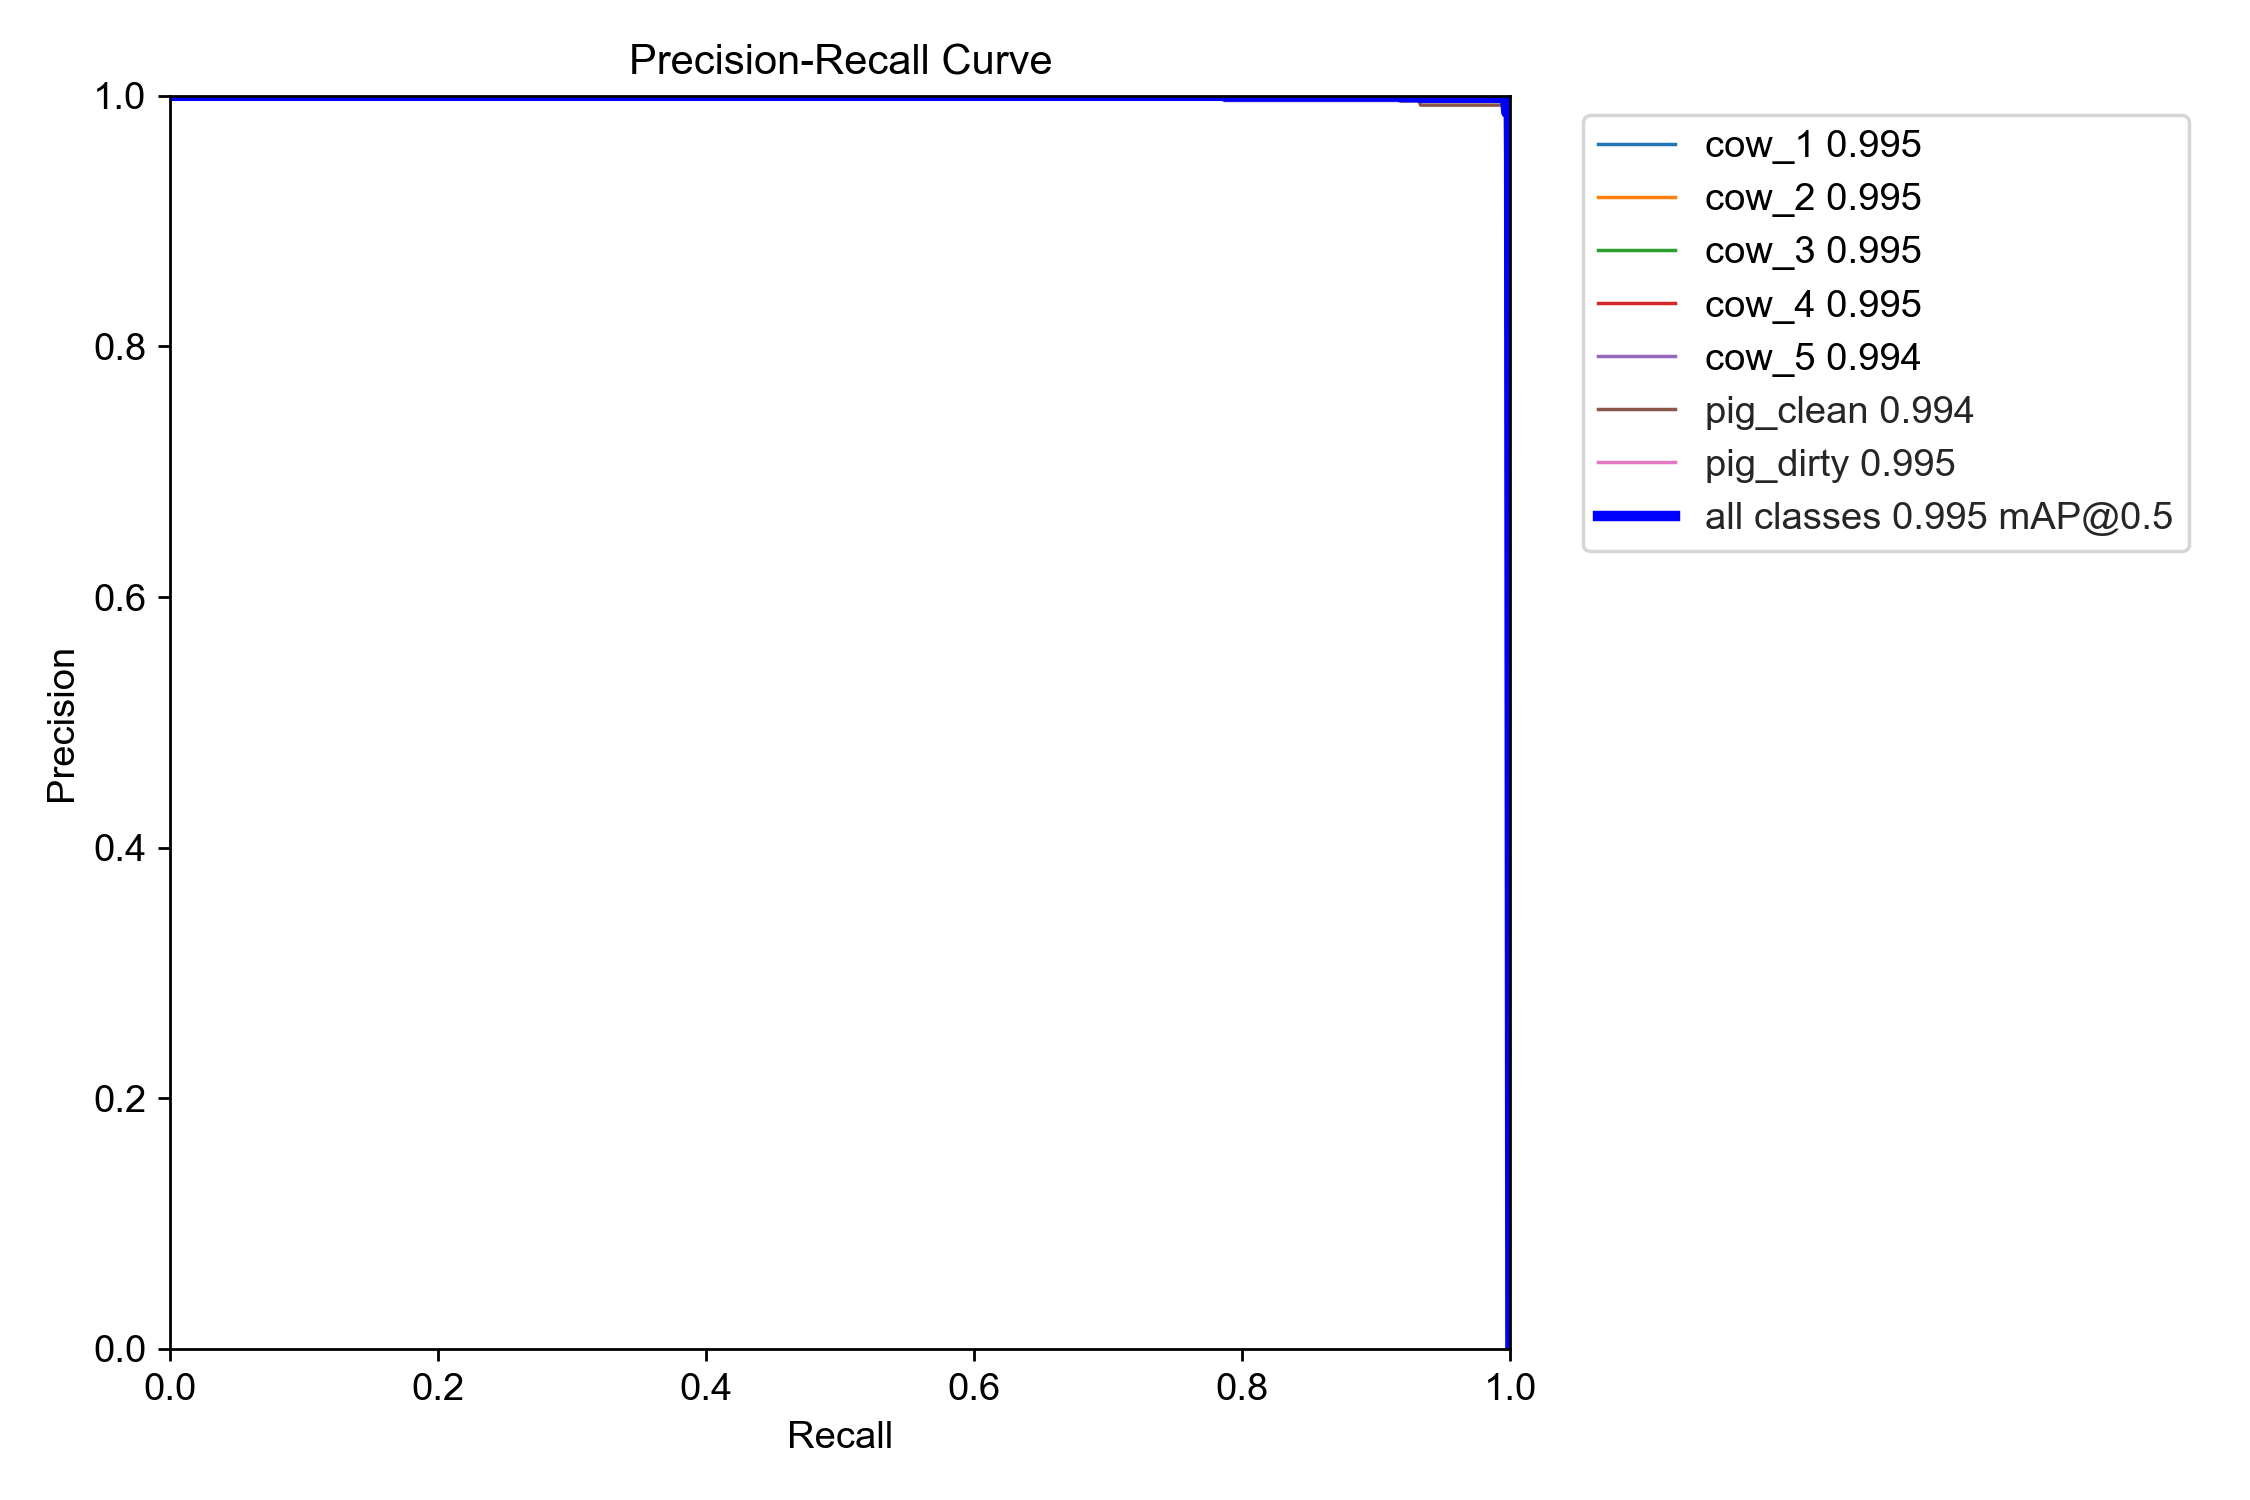 Precision-Recall Curve
1.0
0.8
0.6
0.4
0.2
0.0
Precision
0.0 0.2 0.4 0.6 0.8 1.0
Recall
cow_1 0.995
cow_2 0.995
cow_3 0.995
cow_4 0.995
cow_5 0.994
pig_clean 0.994
pig_dirty 0.995
all classes 0.995 mAP@0.5